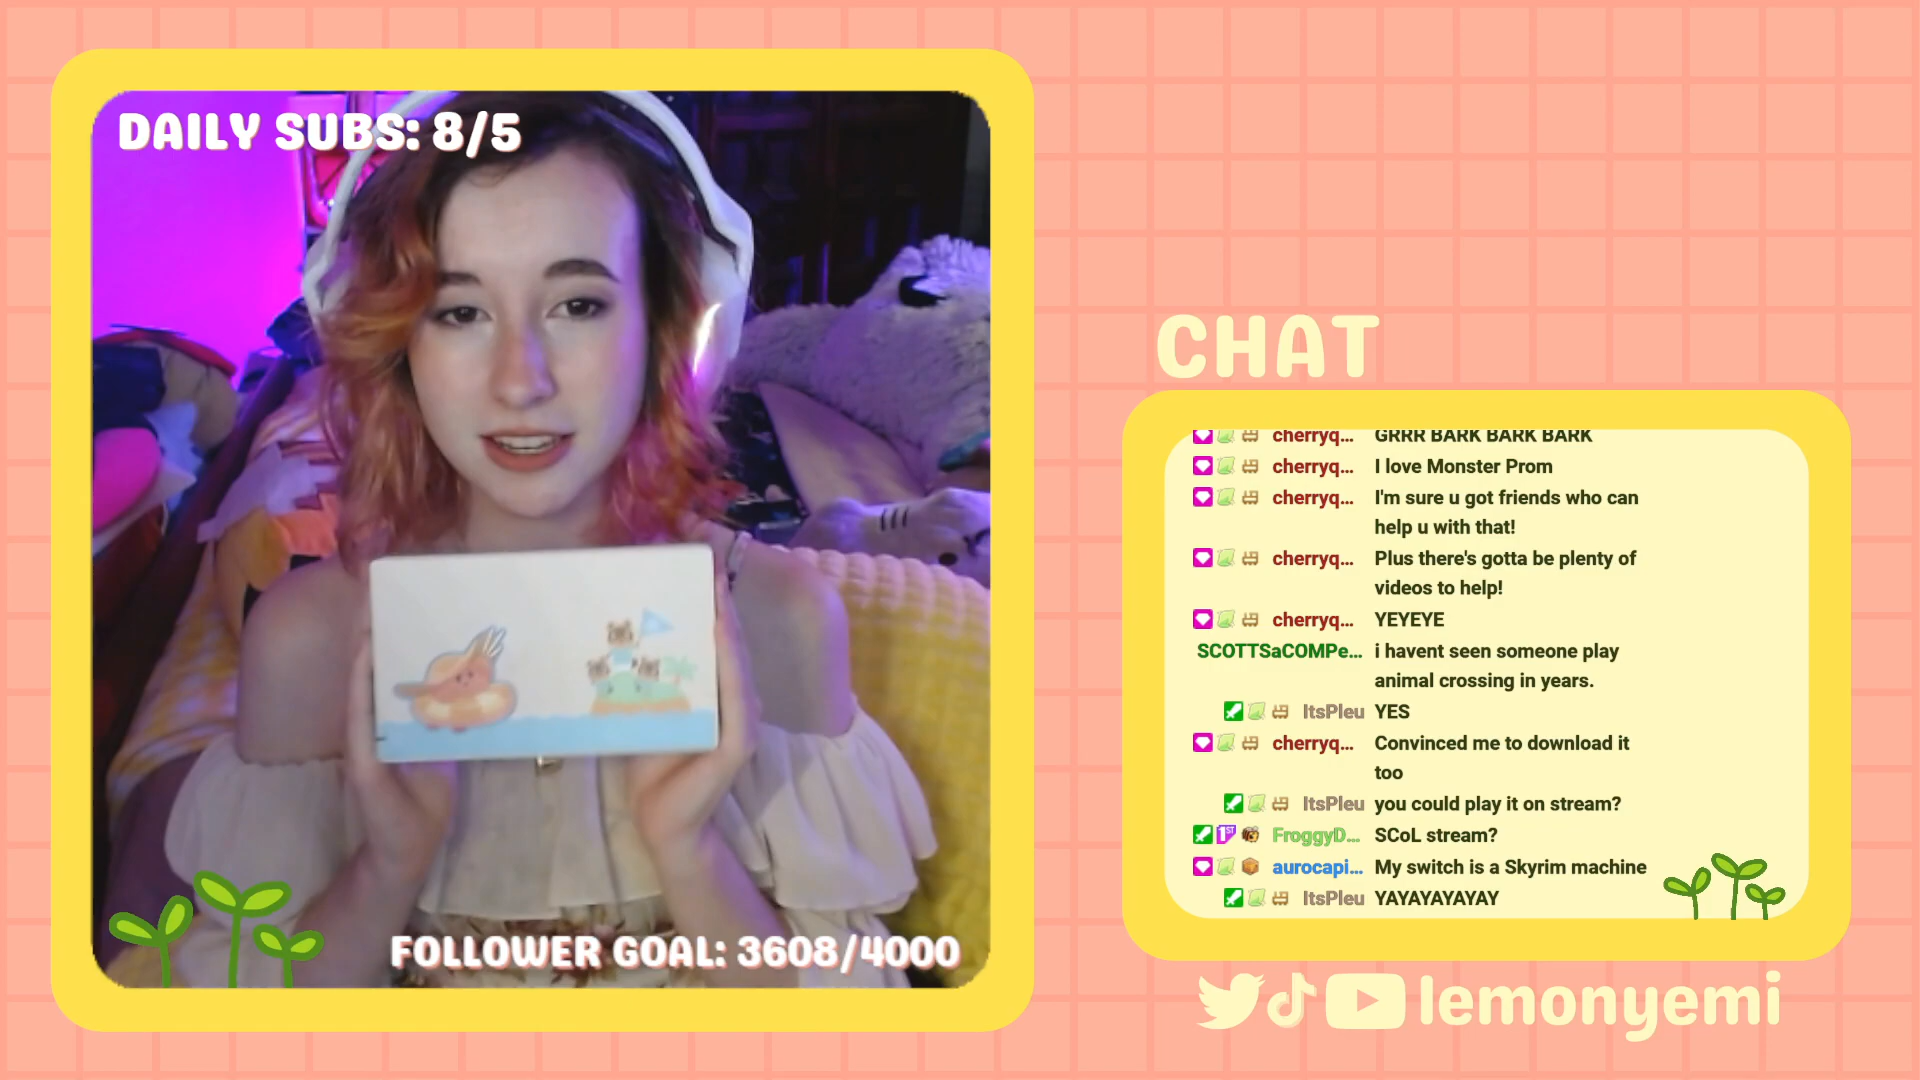 DAILY SUBS: 8/5
FOLLOWER GOAL: 3608/4000
CHAT
cherryq... GRRR BARK BARK BARK
cherryq... I love Monster Prom
cherryq... I'm sure u got friends who can
help u with that!
cherryq... Plus there's gotta be plenty of
videos to help!
cherryq... YEYEYE
SCOTTSaCOMPe... i havent seen someone play
animal crossing in years.
ItsPleu YES
cherryq... Convinced me to download it
too
ItsPleu you could play it on stream?
1ST FroggyD... SCoL stream?
aurocapi... My switch is a Skyrim machine
ItsPleu YAYAYAYAYAY
lemonyemi